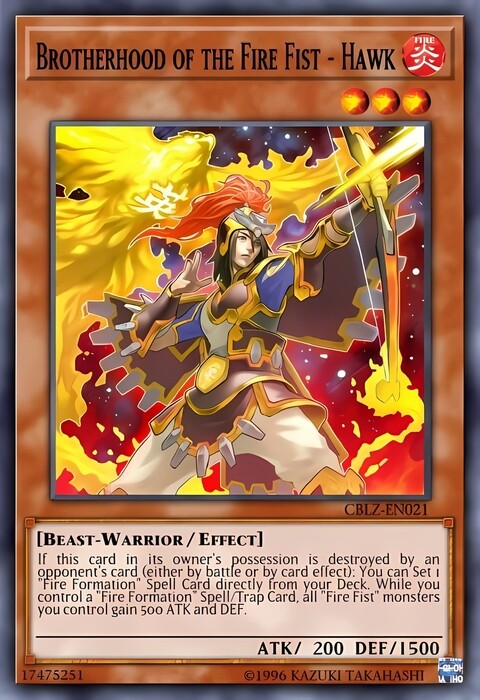 Brotherhood of the Fire Fist - Hawk
FIRE
炎
英
CBLZ-EN021
[Beast-Warrior / Effect]
If this card in its owner's possession is destroyed by an
opponent's card (either by battle or by card effect): You can Set 1
"Fire Formation" Spell Card directly from your Deck. While you
control a "Fire Formation" Spell/Trap Card, all "Fire Fist" monsters
you control gain 500 ATK and DEF.
ATK/ 200 DEF/1500
17475251
©1996 KAZUKI TAKAHASHI